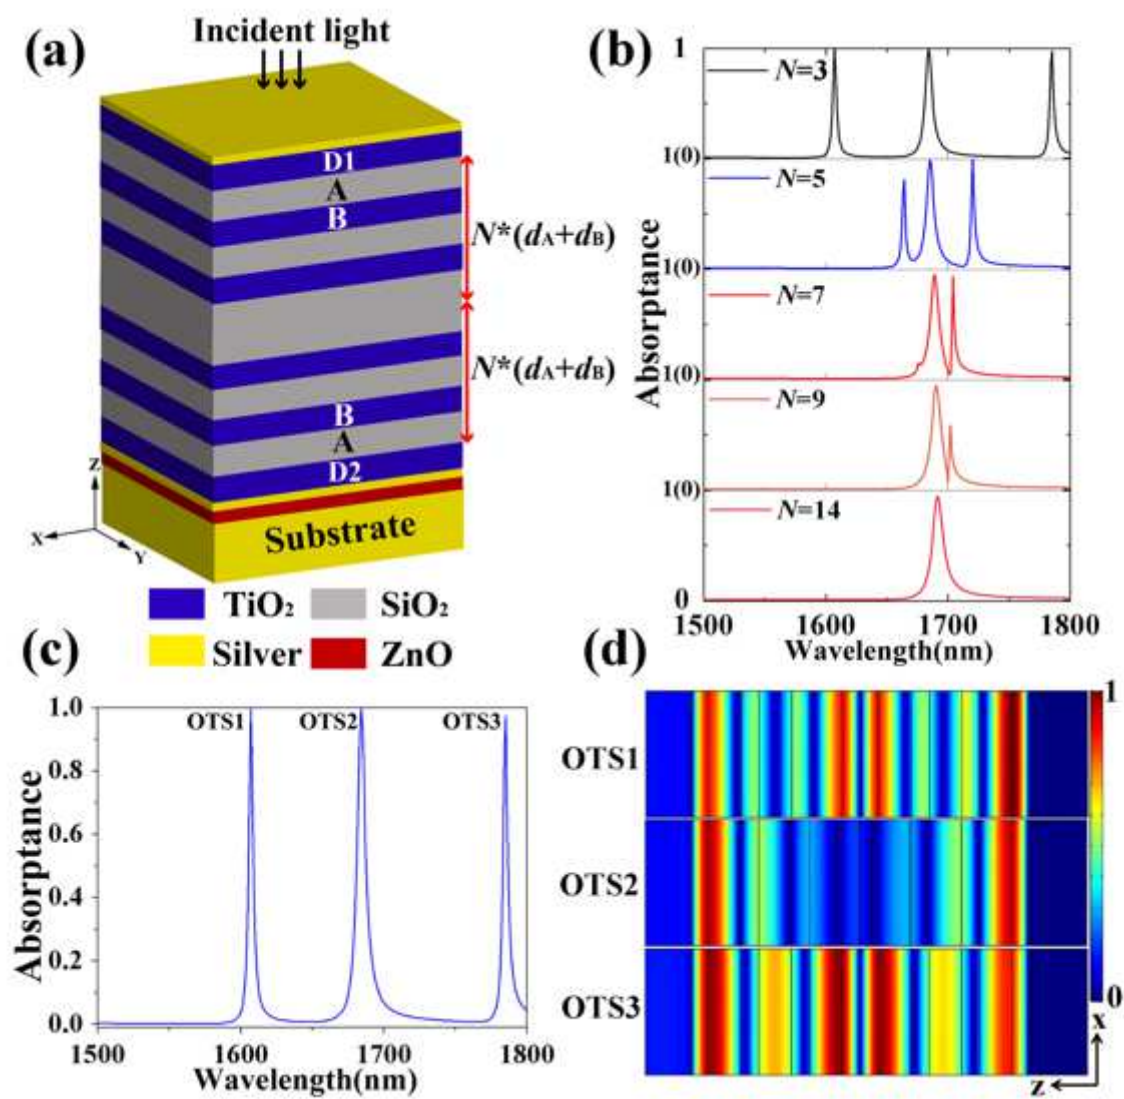 (a)
Incident light
D1
A
B
N*(dA+dB)
N*(dA+dB)
B
A
D2
Substrate
Z
X
Y
TiO2
SiO2
Silver
ZnO
(b)
Absorptance
1
N=3
1(0)
N=5
1(0)
N=7
1(0)
N=9
1(0)
N=14
0
1500 1600 1700 1800
Wavelength(nm)
(c)
Absorptance
1.0
0.8
0.6
0.4
0.2
0.0
OTS1
OTS2
OTS3
1500 1600 1700 1800
Wavelength(nm)
(d)
OTS1
OTS2
OTS3
1
0
x
z